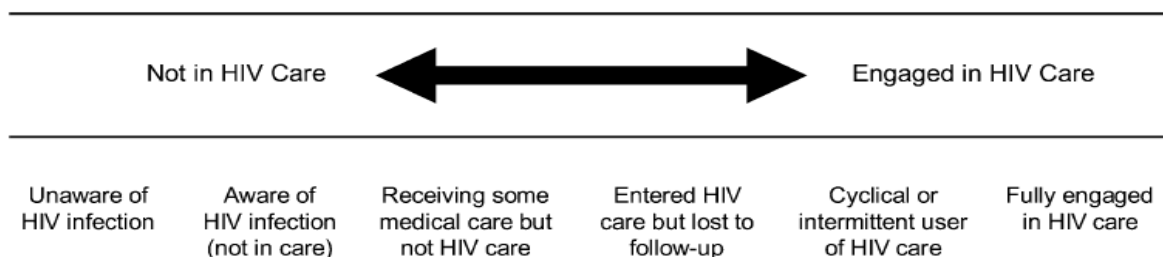 Not in HIV Care
Engaged in HIV Care
Unaware of
HIV infection
Aware of
HIV infection
(not in care)
Receiving some
medical care but
not HIV care
Entered HIV
care but lost to
follow-up
Cyclical or
intermittent user
of HIV care
Fully engaged
in HIV care